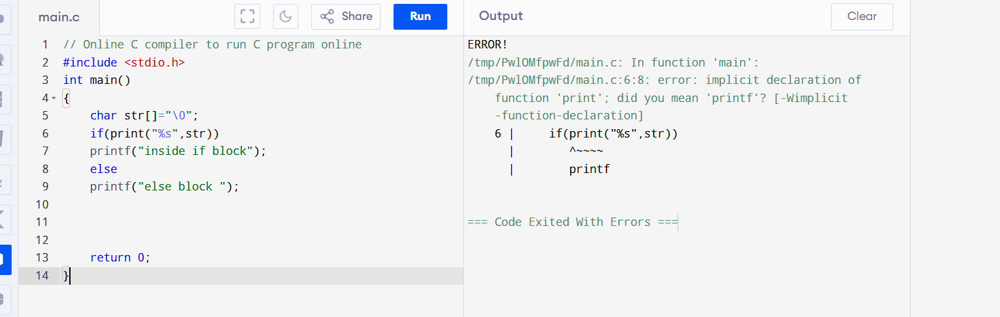 main.c
Share
Run
Output
Clear
1 // Online C compiler to run C program online
2 #include <stdio.h>
3 int main()
4 {
5     char str[]="\0";
6     if(print("%s",str))
7     printf("inside if block");
8     else
9     printf("else block ");
10
11
12
13     return 0;
14 }
ERROR!
/tmp/PwlOMfpwFd/main.c: In function 'main':
/tmp/PwlOMfpwFd/main.c:6:8: error: implicit declaration of
    function 'print'; did you mean 'printf'? [-Wimplicit
    -function-declaration]
    6 |     if(print("%s",str))
      |        ^~~~~
      |        printf
=== Code Exited With Errors ===